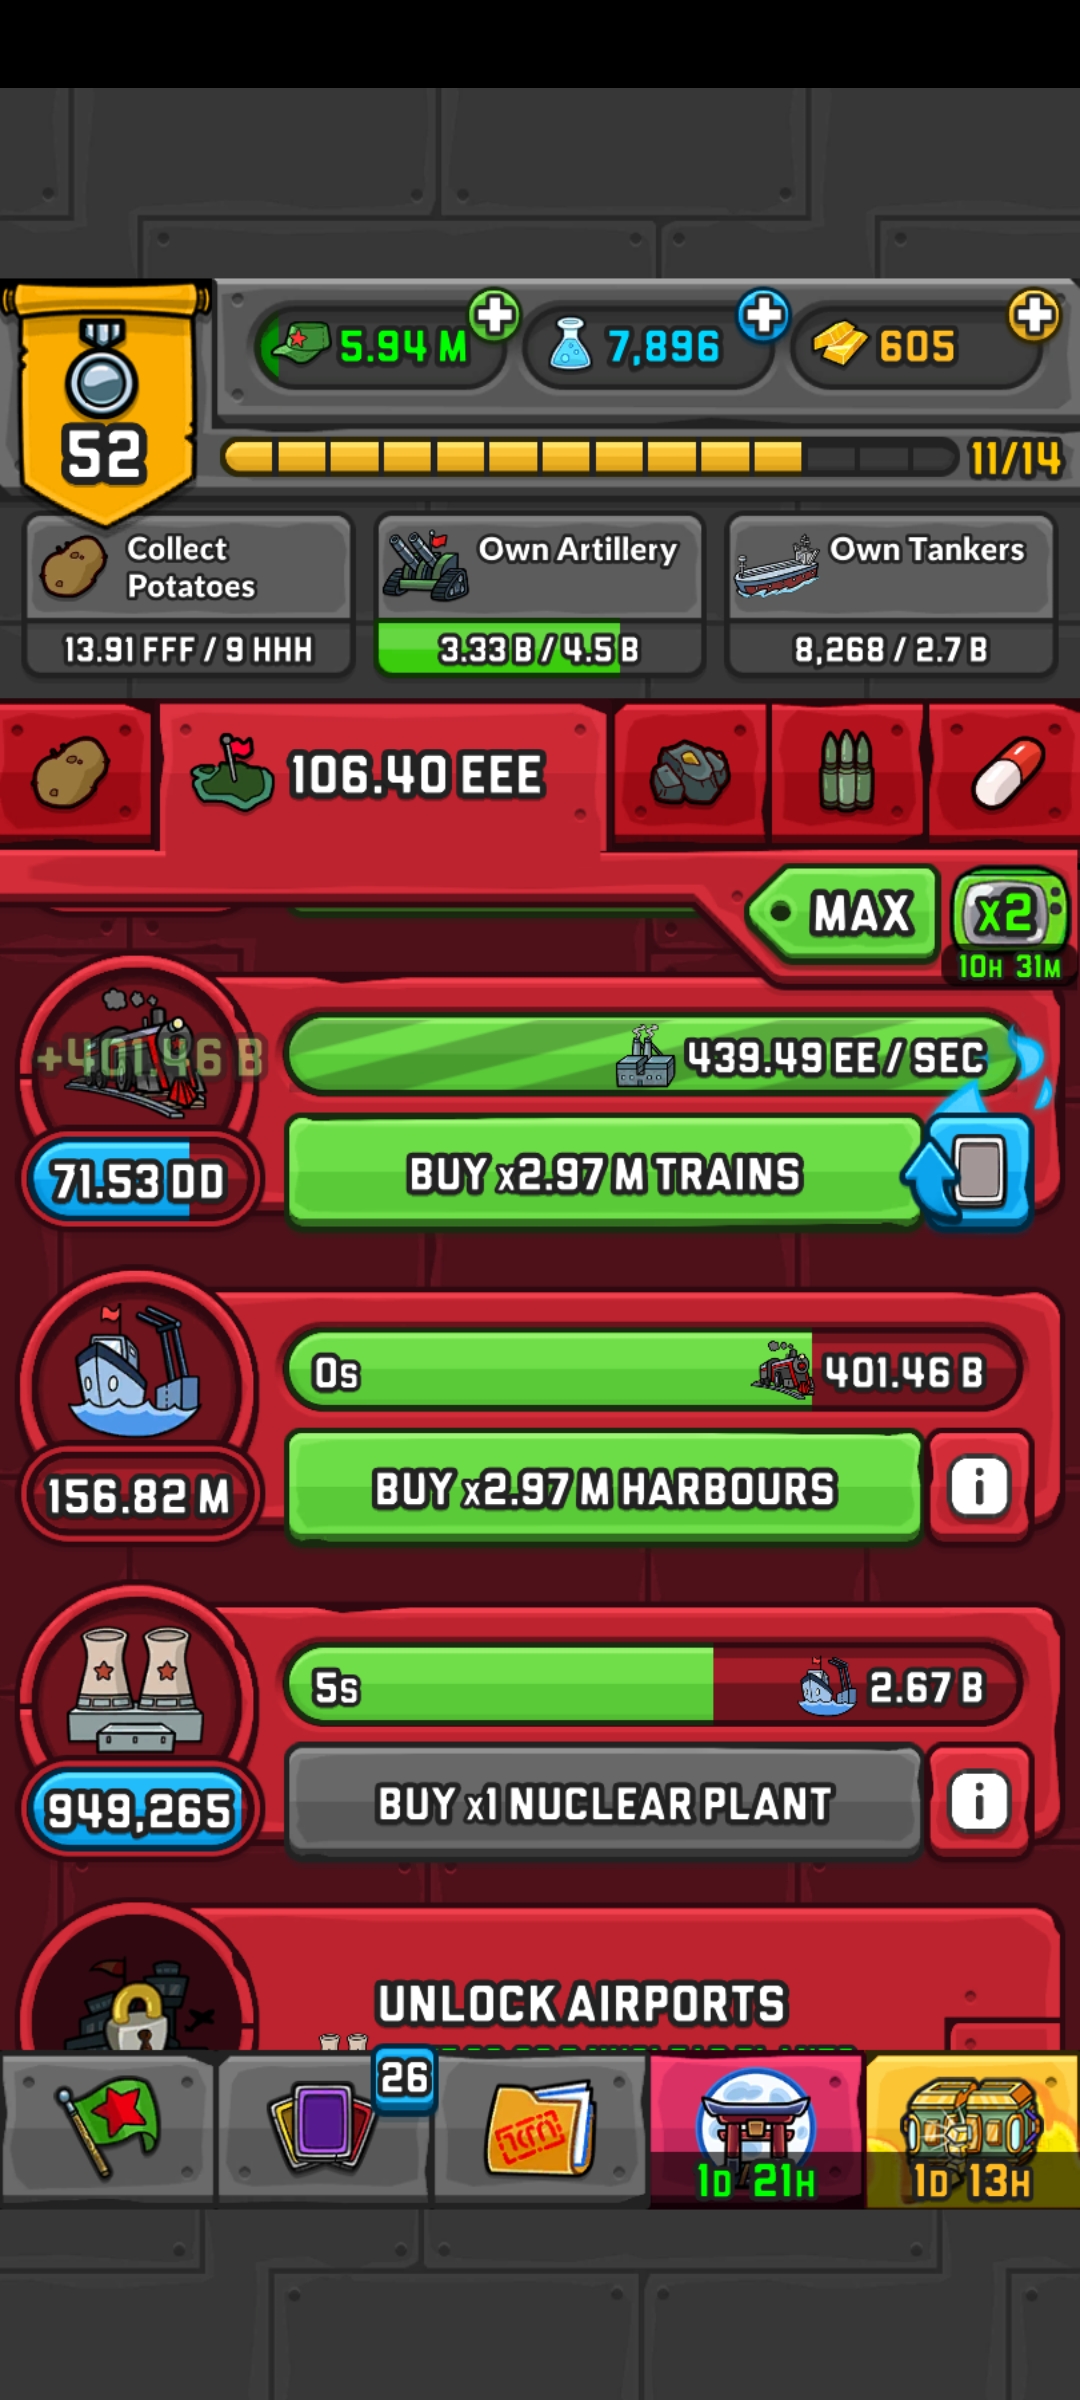 5.94 M
7,896
605
52
11/14
Collect
Potatoes
13.91 FFF / 9 HHH
Own Artillery
3.33 B / 4.5 B
Own Tankers
8,268 / 2.7 B
106.40 EEE
MAX
x2
10H 31M
+401.46 B
439.49 EE / SEC
71.53 DD
BUY x2.97 M TRAINS
0s
401.46 B
156.82 M
BUY x2.97 M HARBOURS
i
5s
2.67 B
949,265
BUY x1 NUCLEAR PLANT
i
UNLOCK AIRPORTS
26
1D 21H
1D 13H